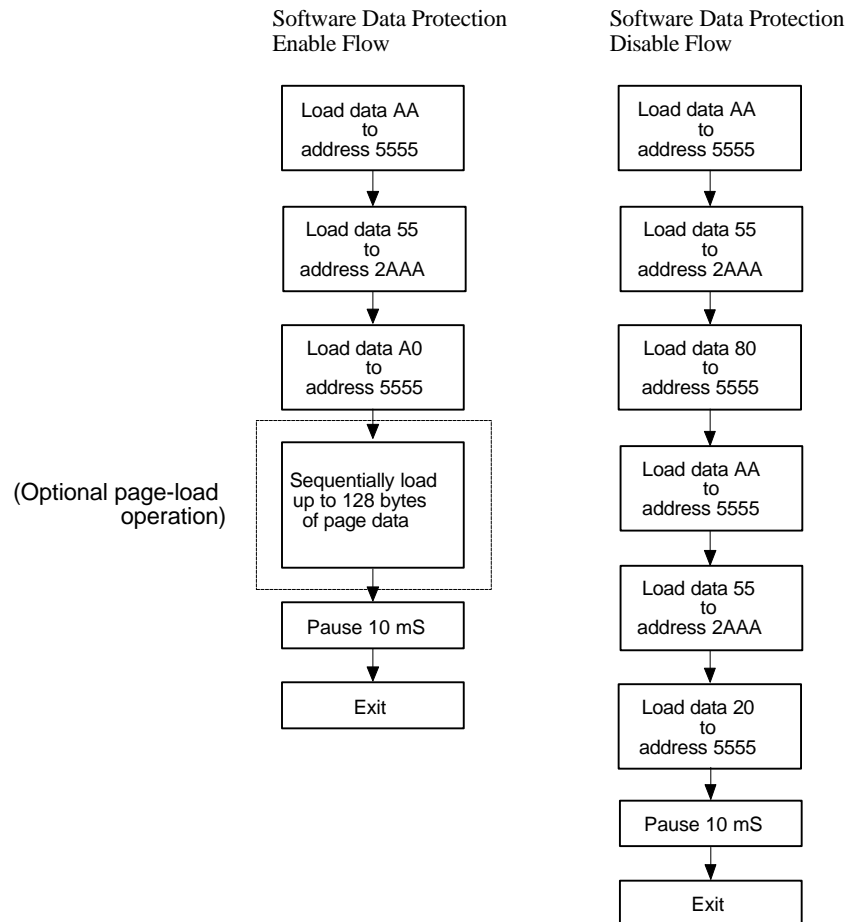 Software Data Protection
Enable Flow
Load data AA
to
address 5555
Load data 55
to
address 2AAA
Load data A0
to
address 5555
(Optional page-load
operation)
Sequentially load
up to 128 bytes
of page data
Pause 10 mS
Exit
Software Data Protection
Disable Flow
Load data AA
to
address 5555
Load data 55
to
address 2AAA
Load data 80
to
address 5555
Load data AA
to
address 5555
Load data 55
to
address 2AAA
Load data 20
to
address 5555
Pause 10 mS
Exit